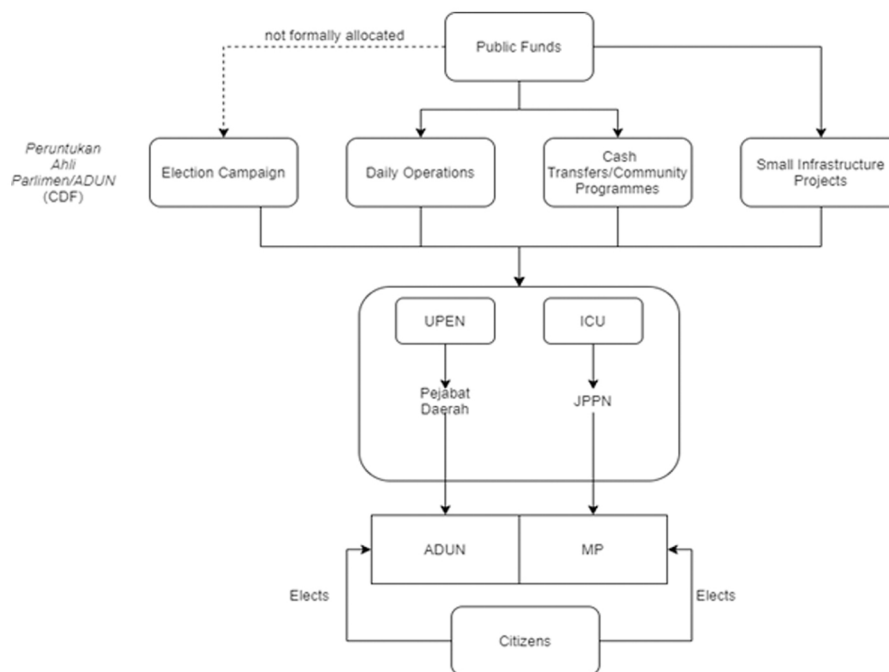 not formally allocated
Public Funds
Peruntukan
Ahli
Parlimen/ADUN
(CDF)
Election Campaign
Daily Operations
Cash
Transfers/Community
Programmes
Small Infrastructure
Projects
UPEN
ICU
Pejabat
Daerah
JPPN
ADUN
MP
Elects
Elects
Citizens